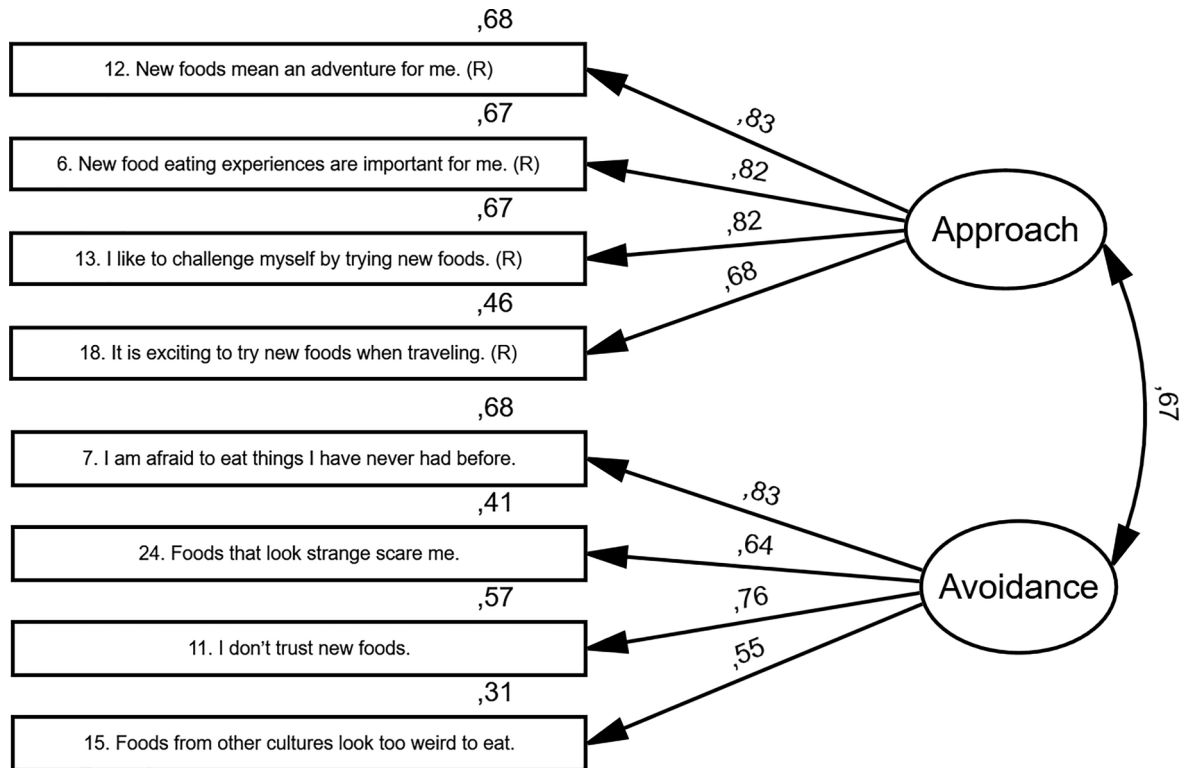 ,68
12. New foods mean an adventure for me. (R)
,83
,67
6. New food eating experiences are important for me. (R)
,82
,67
13. I like to challenge myself by trying new foods. (R)
,82
Approach
,46
18. It is exciting to try new foods when traveling. (R)
,68
,67
,68
7. I am afraid to eat things I have never had before.
,83
,41
24. Foods that look strange scare me.
,64
Avoidance
,57
11. I don’t trust new foods.
,76
,31
15. Foods from other cultures look too weird to eat.
,55